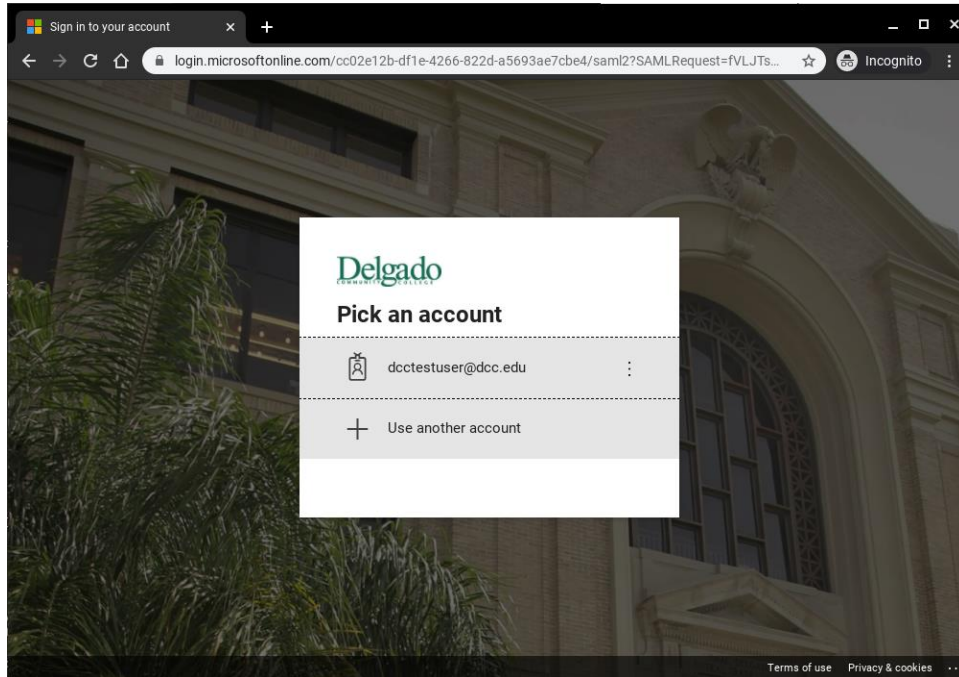 Sign in to your account
login.microsoftonline.com/cc02e12b-df1e-4266-822d-a5693ae7cbe4/saml2?SAMLRequest=fVLJTs...
Incognito
Delgado
COMMUNITY COLLEGE
Pick an account
dcctestuser@dcc.edu
Use another account
Terms of use Privacy & cookies